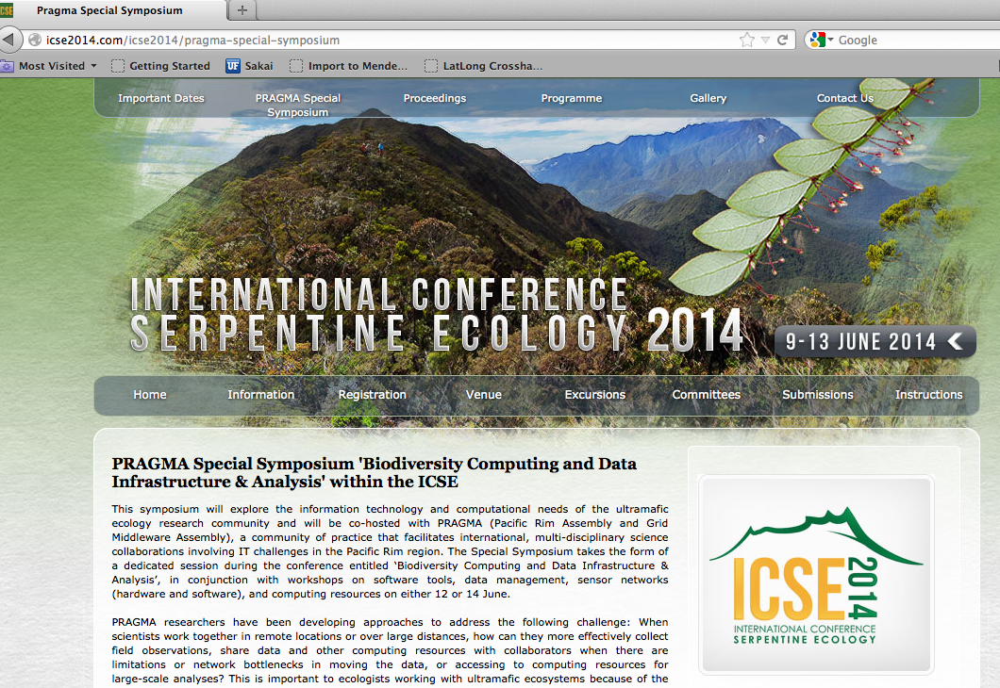 ICSE
Pragma Special Symposium
icse2014.com/icse2014/pragma-special-symposium
Google
Most Visited
Getting Started
UF Sakai
Import to Mende...
LatLong Crossha...
Important Dates
PRAGMA Special
Symposium
Proceedings
Programme
Gallery
Contact Us
INTERNATIONAL CONFERENCE
SERPENTINE ECOLOGY 2014
9-13 JUNE 2014
Home
Information
Registration
Venue
Excursions
Committees
Submissions
Instructions
PRAGMA Special Symposium 'Biodiversity Computing and Data
Infrastructure & Analysis' within the ICSE
This symposium will explore the information technology and computational needs of the ultramafic
ecology research community and will be co-hosted with PRAGMA (Pacific Rim Assembly and Grid
Middleware Assembly), a community of practice that facilitates international, multi-disciplinary science
collaborations involving IT challenges in the Pacific Rim region. The Special Symposium takes the form of
a dedicated session during the conference entitled ‘Biodiversity Computing and Data Infrastructure &
Analysis’, in conjunction with workshops on software tools, data management, sensor networks
(hardware and software), and computing resources on either 12 or 14 June.
PRAGMA researchers have been developing approaches to address the following challenge: When
scientists work together in remote locations or over large distances, how can they more effectively collect
field observations, share data and other computing resources with collaborators when there are
limitations or network bottlenecks in moving the data, or accessing to computing resources for
large-scale analyses? This is important to ecologists working with ultramafic ecosystems because of the
ICSE 2014
INTERNATIONAL CONFERENCE
SERPENTINE ECOLOGY